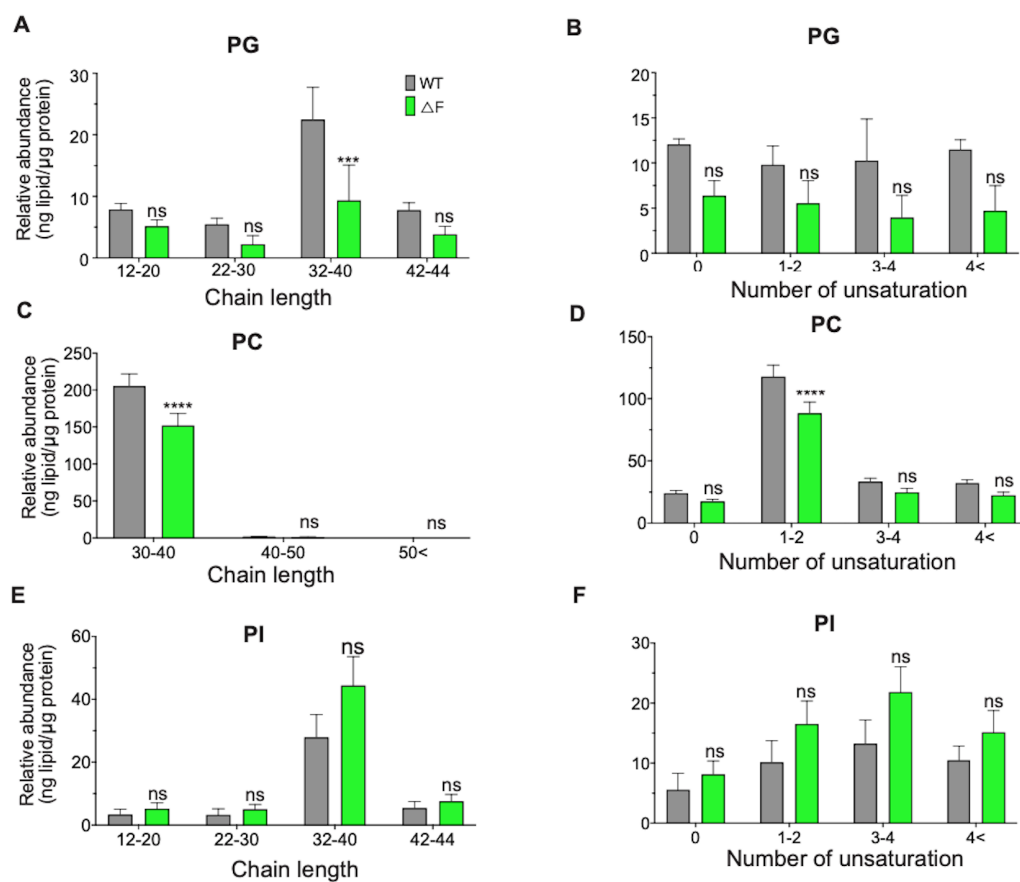 A
PG
Relative abundance
(ng lipid/µg protein)
30
20
10
0
WT
△F
ns
ns
***
ns
12-20
22-30
32-40
42-44
Chain length
B
PG
20
15
10
5
0
ns
ns
ns
ns
0
1-2
3-4
4<
Number of unsaturation
C
PC
Relative abundance
(ng lipid/µg protein)
250
200
150
100
50
0
****
ns
ns
30-40
40-50
50<
Chain length
D
PC
150
100
50
0
ns
****
ns
ns
0
1-2
3-4
4<
Number of unsaturation
E
PI
Relative abundance
(ng lipid/µg protein)
60
40
20
0
ns
ns
ns
ns
12-20
22-30
32-40
42-44
Chain length
F
PI
30
20
10
0
ns
ns
ns
ns
0
1-2
3-4
4<
Number of unsaturation